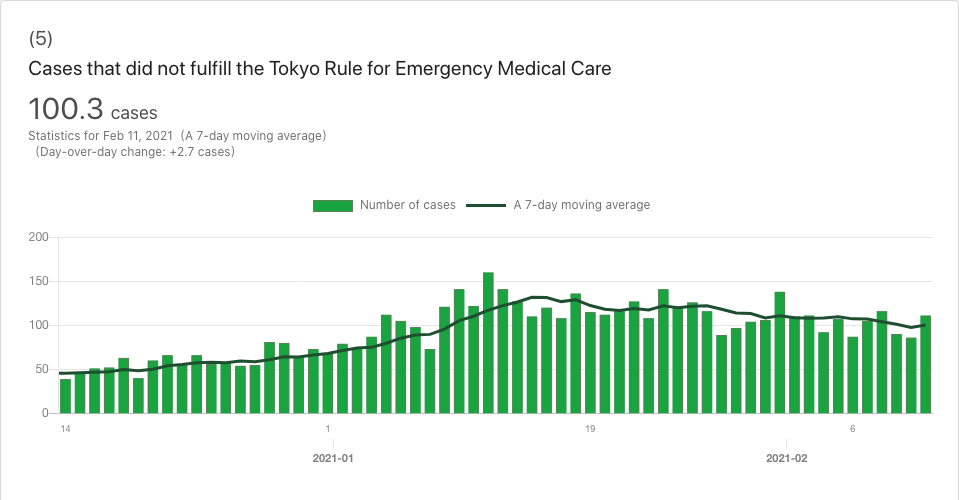 (5)
Cases that did not fulfill the Tokyo Rule for Emergency Medical Care
100.3 cases
Statistics for Feb 11, 2021 (A 7-day moving average)
(Day-over-day change: +2.7 cases)
Number of cases A 7-day moving average
200
150
100
50
0
14 1 19 6
2021-01 2021-02